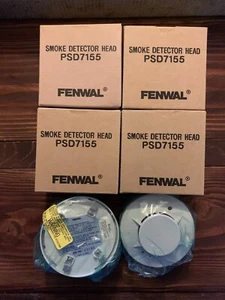 SMOKE DETECTOR HEAD
PSD7155
FENWAL®
SMOKE DETECTOR HEAD
PSD7155
FENWAL
SMOKE DETECTOR HEAD
PSD7155
FENWAL
SMOKE DETECTOR HEAD
PSD7155
FENWAL